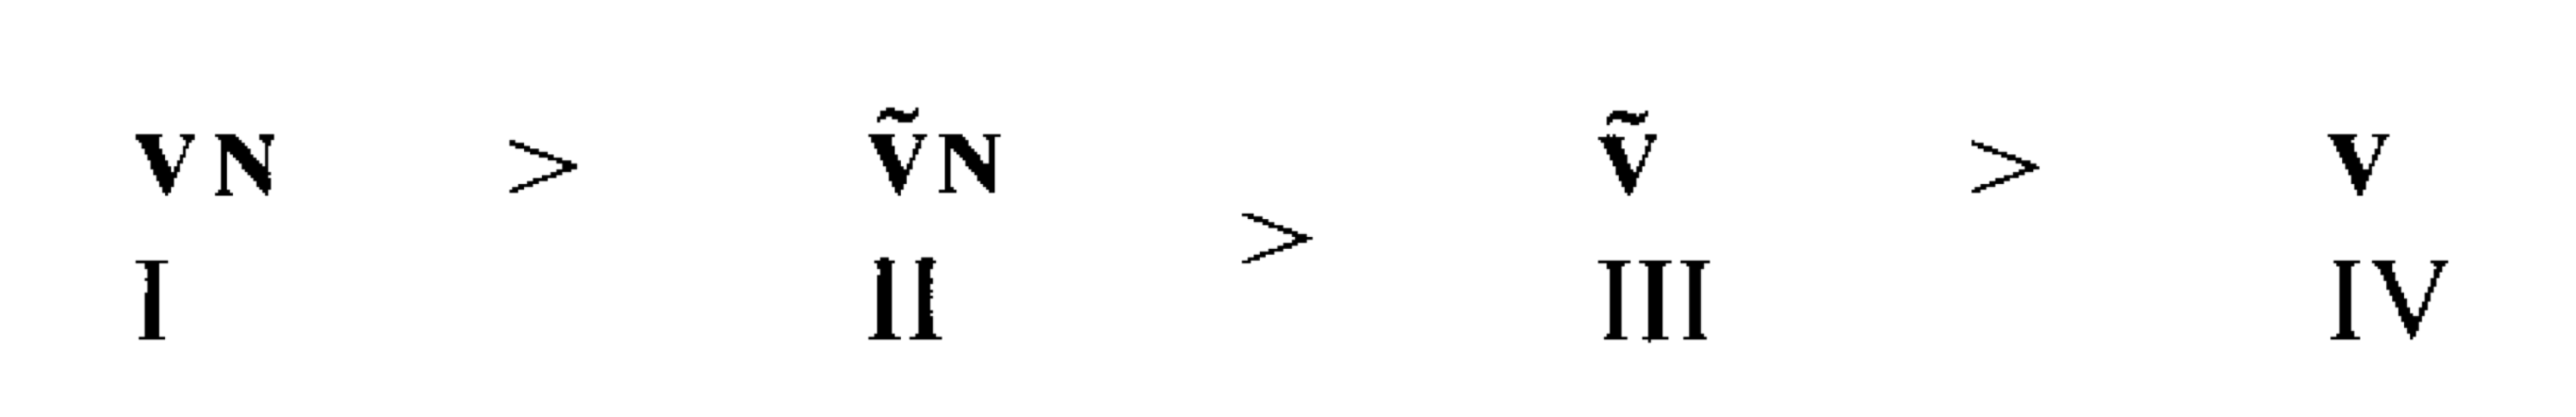 VN > ṼN > Ṽ > V
I II III IV